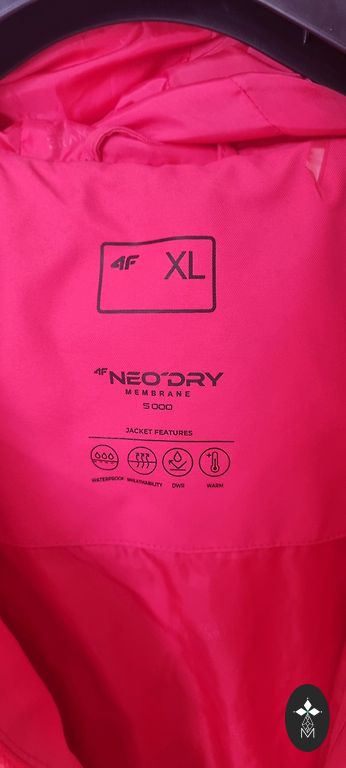 4F XL
4F NEODRY
MEMBRANE
5 000
JACKET FEATURES
WATERPROOF BREATHABILITY DWR WARM